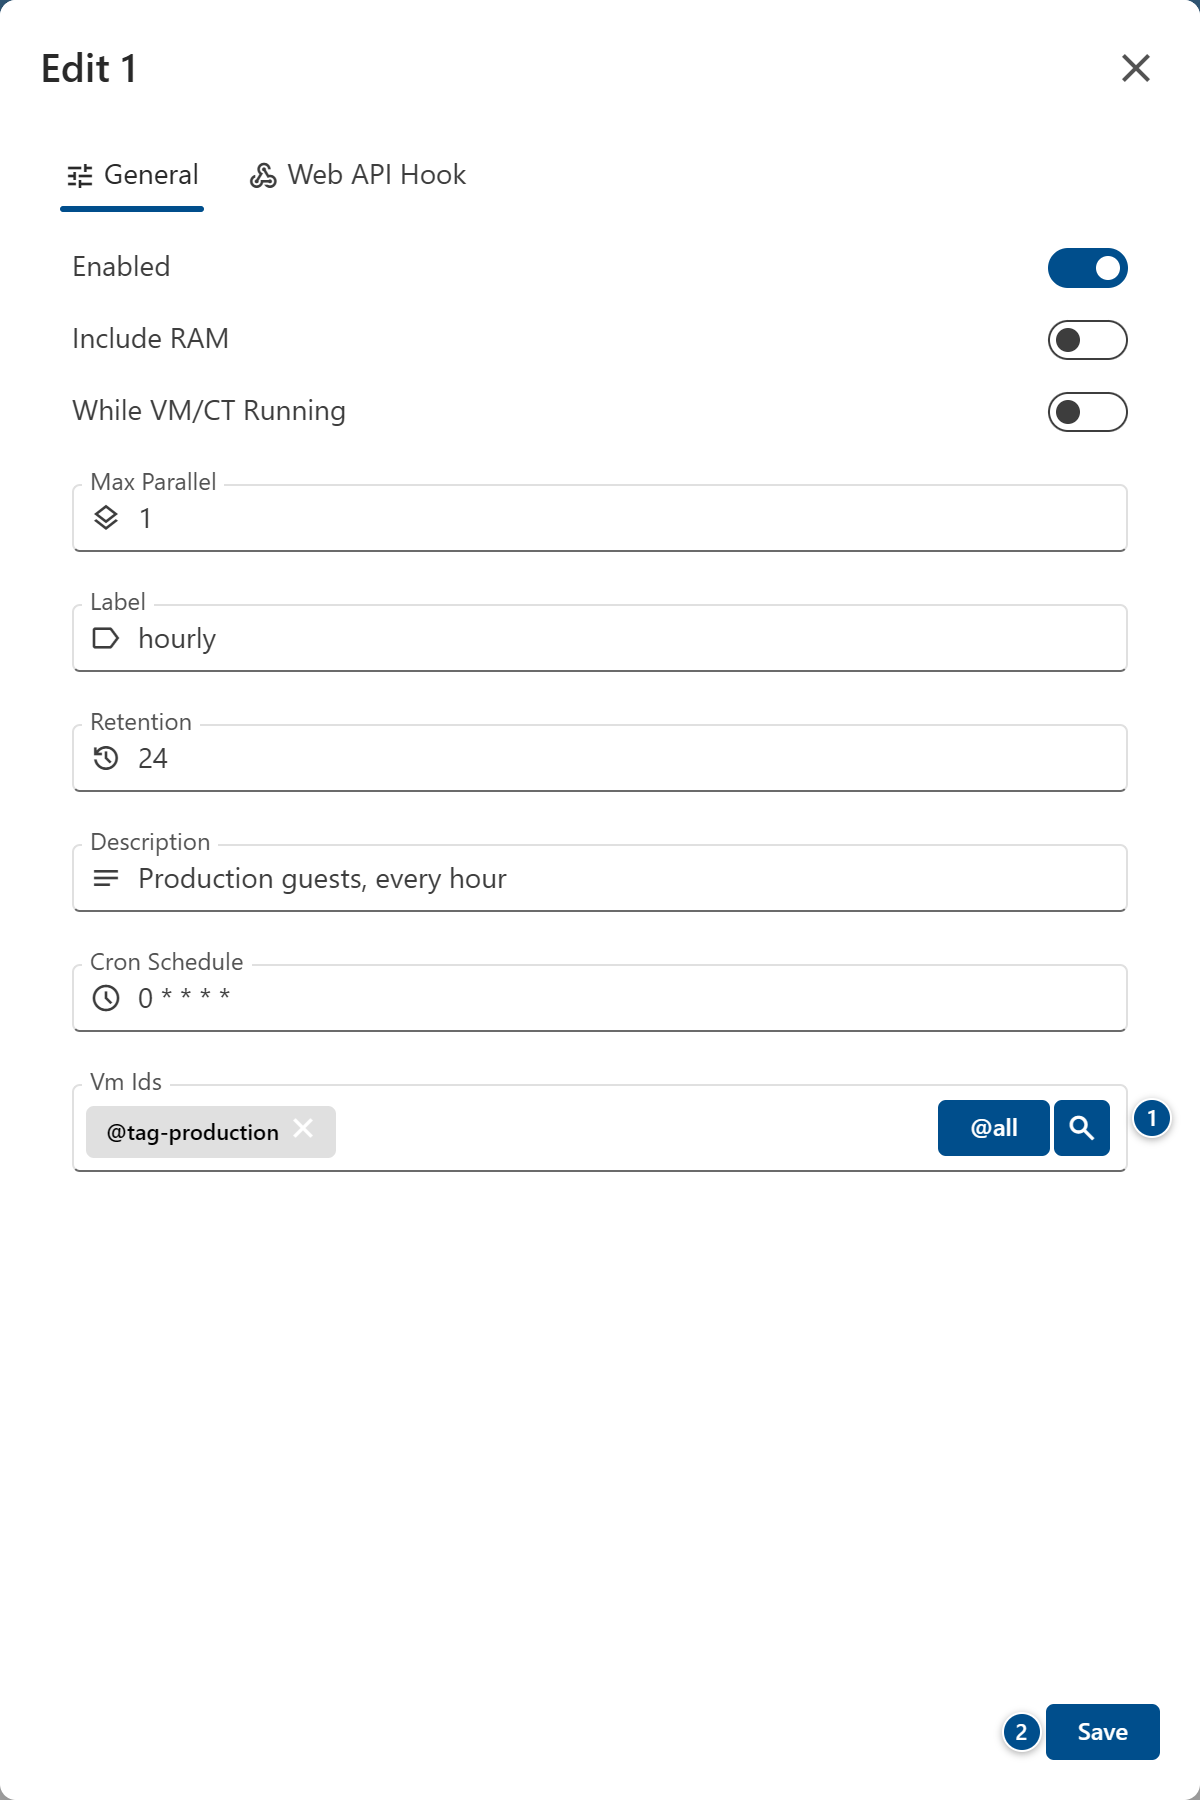 Edit 1
General
Web API Hook
Enabled
Include RAM
While VM/CT Running
Max Parallel
1
Label
hourly
Retention
24
Description
Production guests, every hour
Cron Schedule
0 * * * *
Vm Ids
@tag-production
@all
1
2
Save